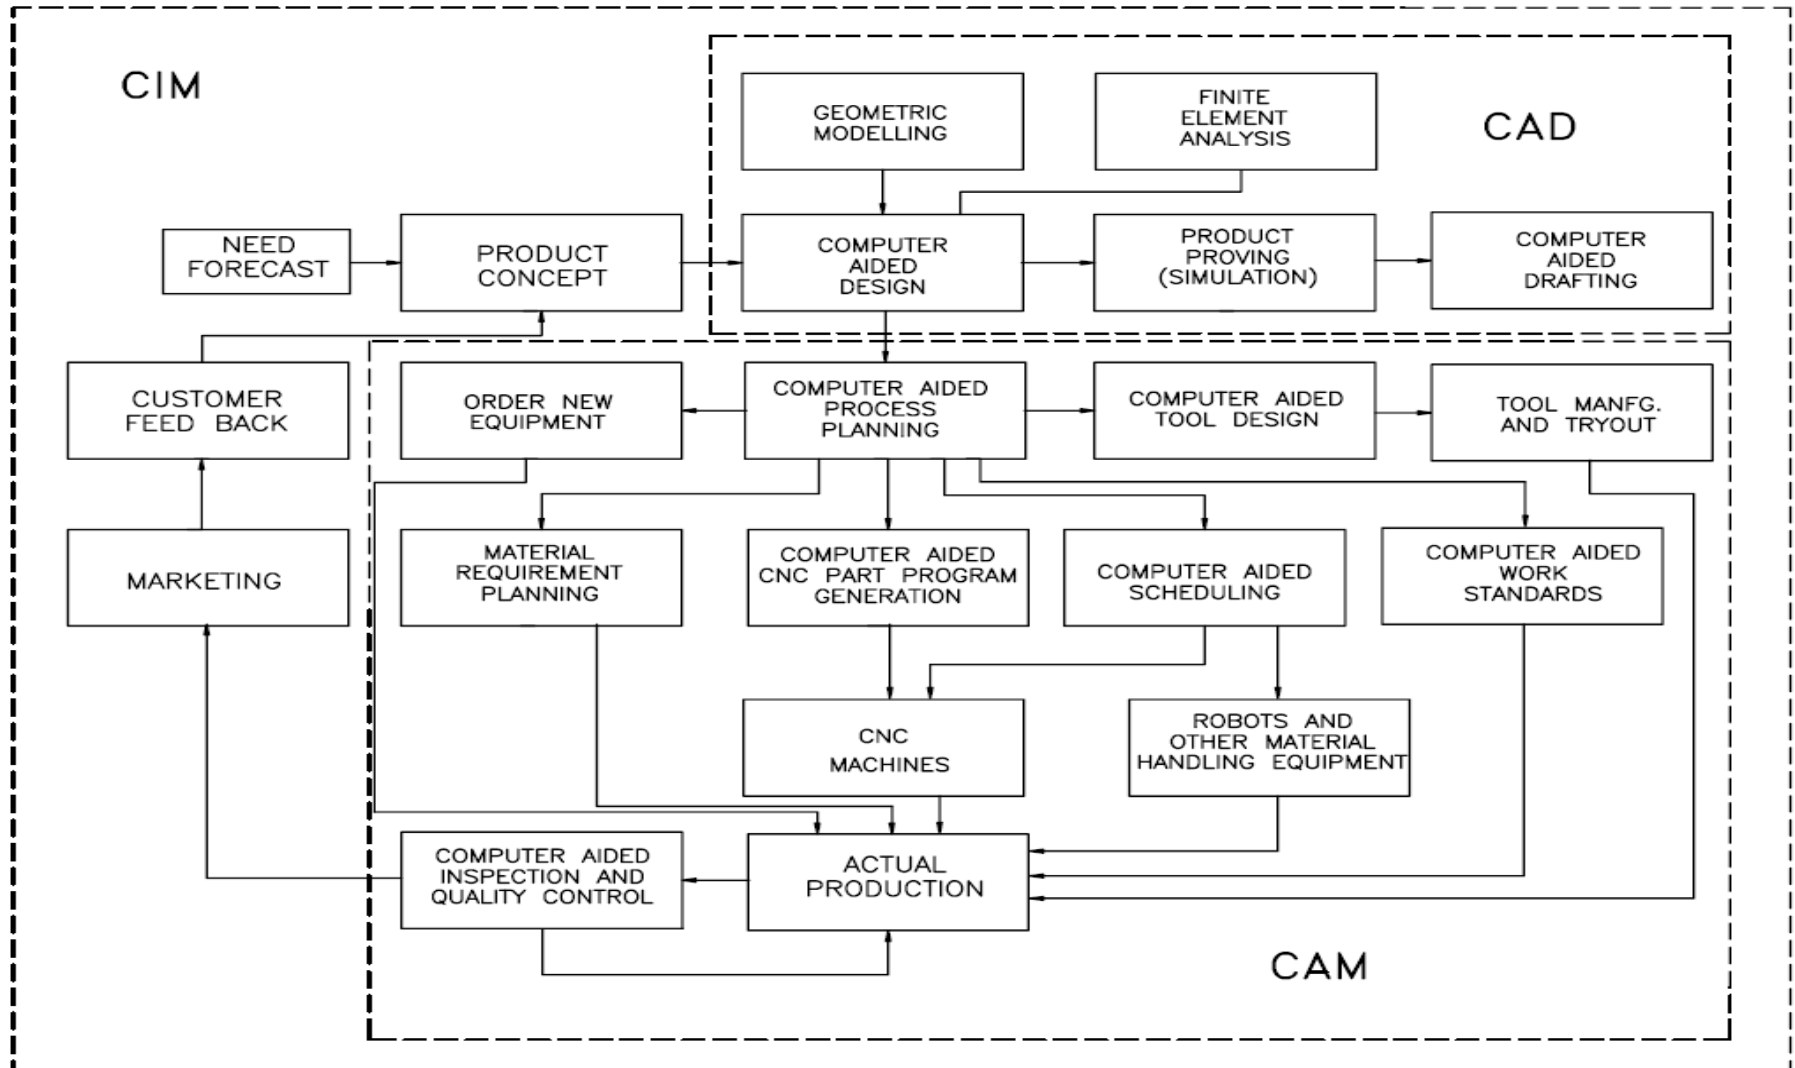 CIM
GEOMETRIC
MODELLING
FINITE
ELEMENT
ANALYSIS
CAD
NEED
FORECAST
PRODUCT
CONCEPT
COMPUTER
AIDED
DESIGN
PRODUCT
PROVING
(SIMULATION)
COMPUTER
AIDED
DRAFTING
CUSTOMER
FEED BACK
ORDER NEW
EQUIPMENT
COMPUTER AIDED
PROCESS
PLANNING
COMPUTER AIDED
TOOL DESIGN
TOOL MANFG.
AND TRYOUT
MARKETING
MATERIAL
REQUIREMENT
PLANNING
COMPUTER AIDED
CNC PART PROGRAM
GENERATION
COMPUTER AIDED
SCHEDULING
COMPUTER AIDED
WORK
STANDARDS
CNC
MACHINES
ROBOTS AND
OTHER MATERIAL
HANDLING EQUIPMENT
COMPUTER AIDED
INSPECTION AND
QUALITY CONTROL
ACTUAL
PRODUCTION
CAM